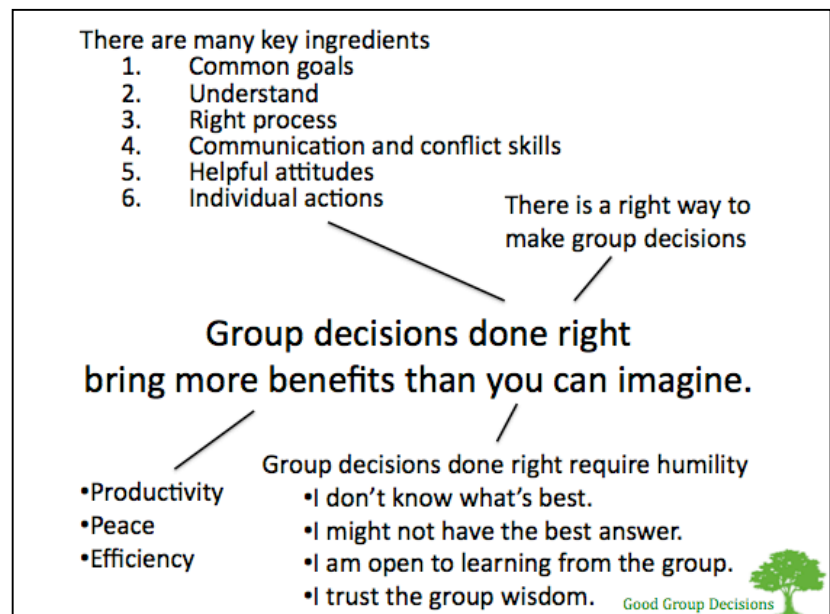 There are many key ingredients
1. Common goals
2. Understand
3. Right process
4. Communication and conflict skills
5. Helpful attitudes
6. Individual actions
There is a right way to
make group decisions
Group decisions done right
bring more benefits than you can imagine.
•Productivity
•Peace
•Efficiency
Group decisions done right require humility
•I don’t know what’s best.
•I might not have the best answer.
•I am open to learning from the group.
•I trust the group wisdom.
Good Group Decisions